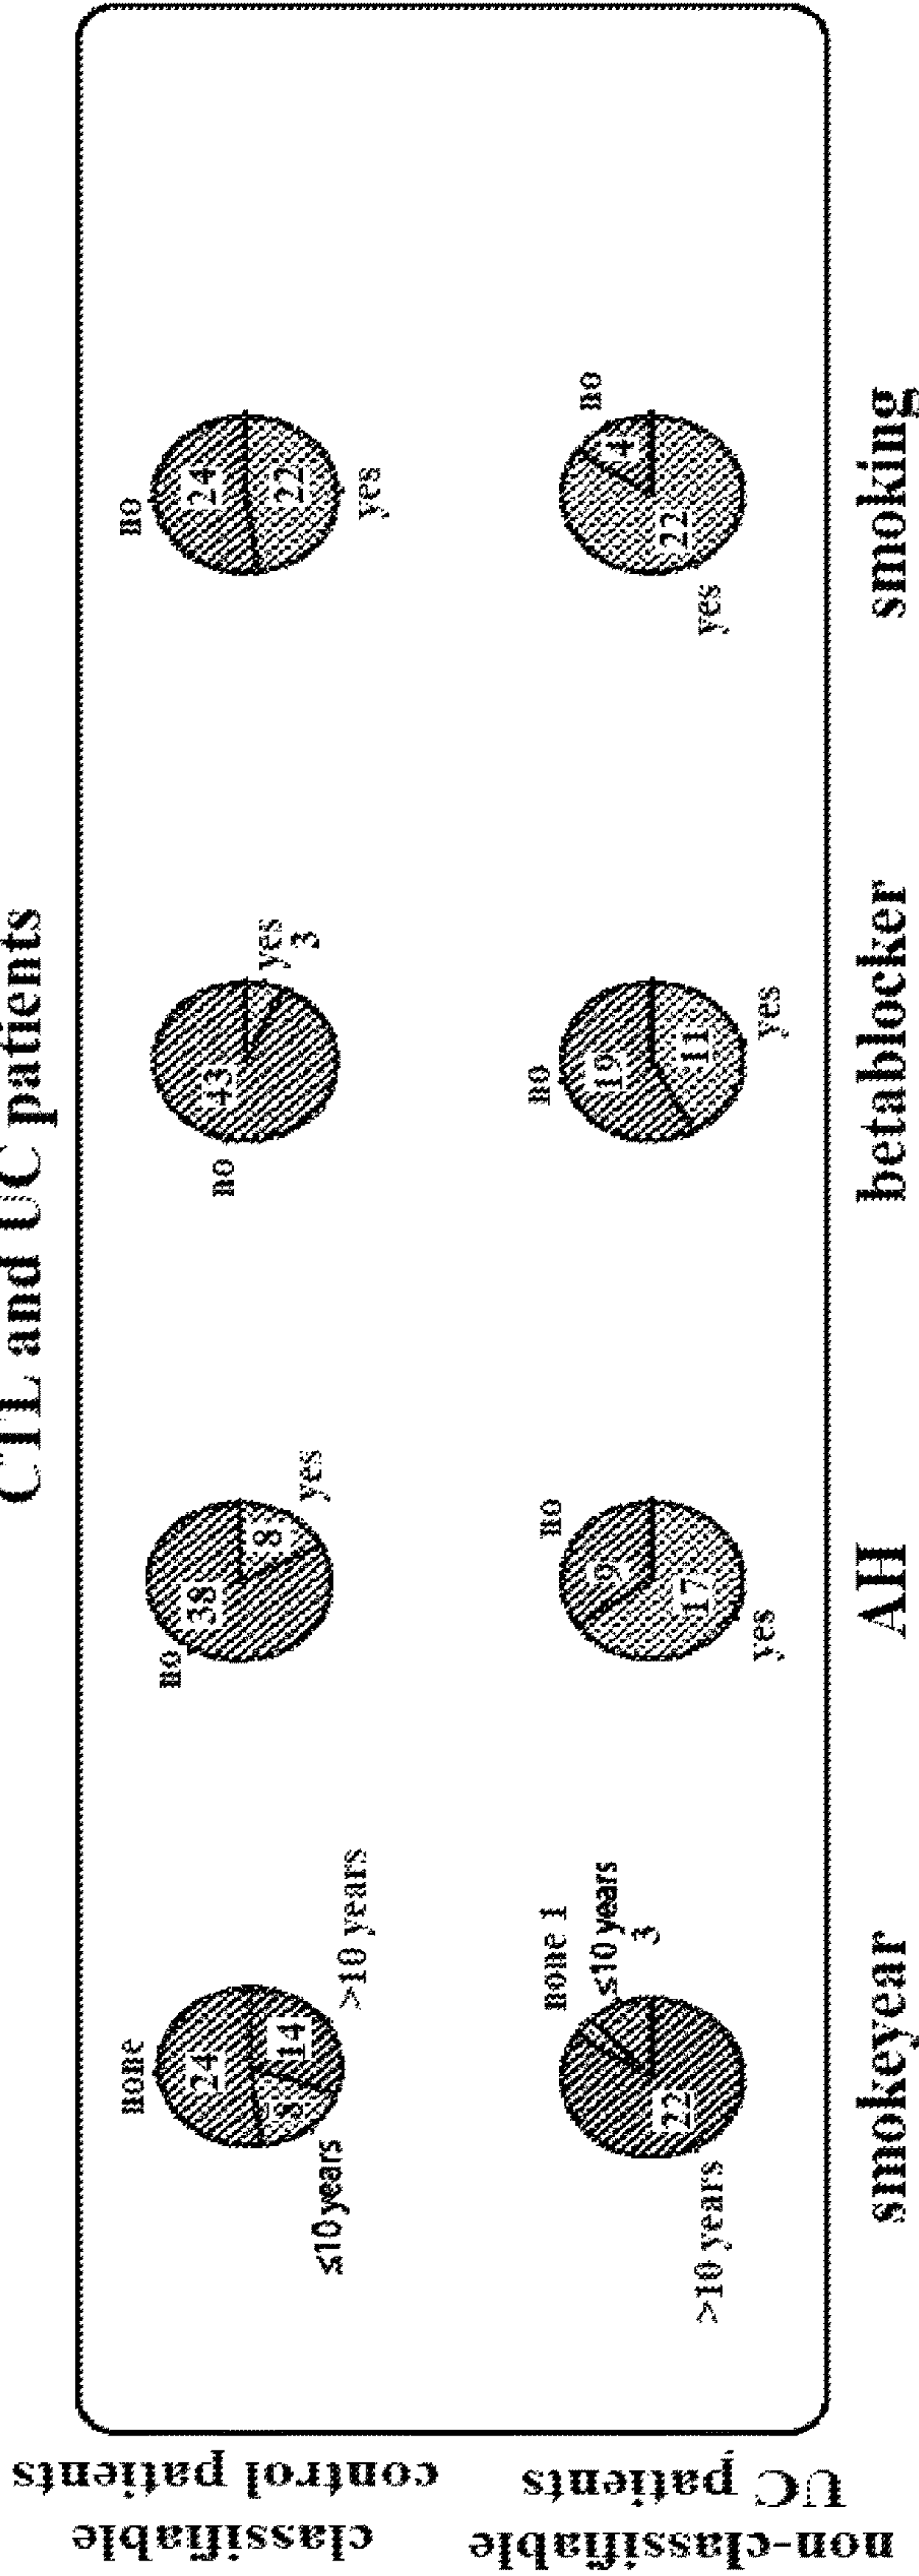 CTL and UC patients
classifiable
control patients
none
24
14
>10 years
≤10 years
no
38
8
yes
43
no
yes
3
no
24
22
yes
non-classifiable
UC patients
none 1
≤10 years
3
22
>10 years
no
9
17
yes
no
19
11
yes
no
4
22
yes
smokeyear
AH
betablocker
smoking